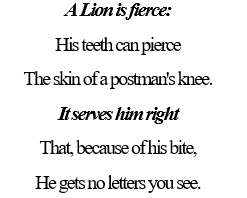 A Lion is fierce:
His teeth can pierce
The skin of a postman's knee.
It serves him right
That, because of his bite,
He gets no letters you see.